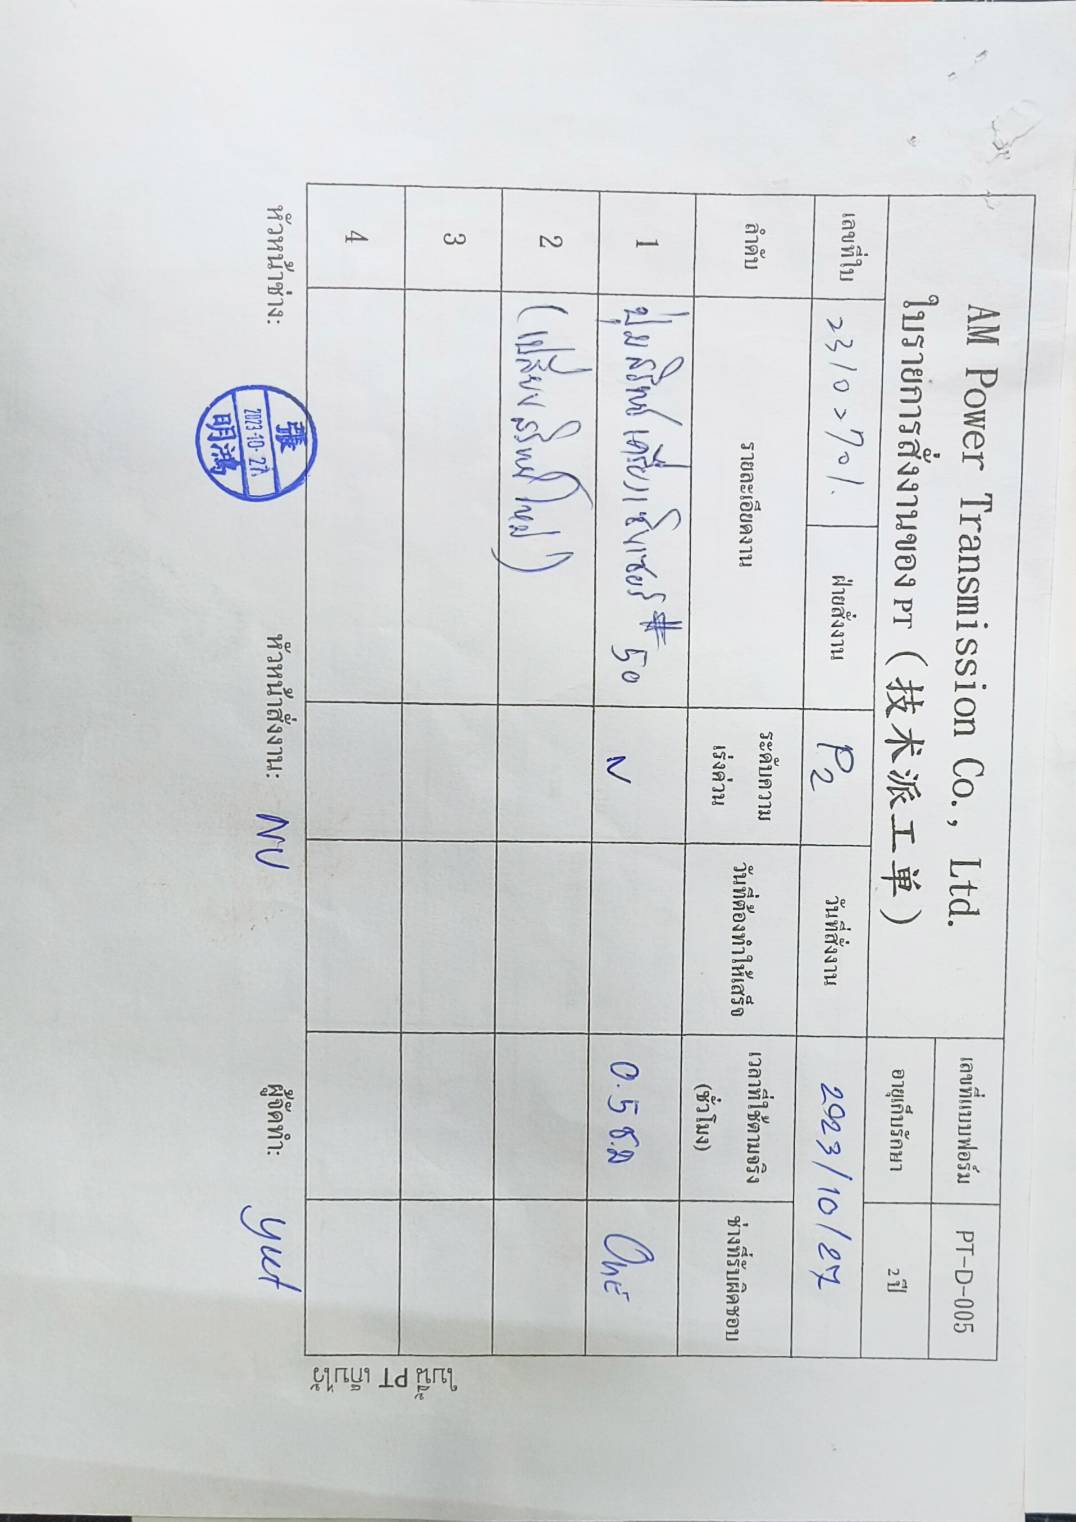 AM Power Transmission Co., Ltd.
ใบรายการสั่งงานของ PT (技术派工单)
เลขที่แบบฟอร์ม PT-D-005
อายุเก็บรักษา 2 ปี
เลขที่ใบ 23102701. ฝ่ายสั่งงาน P2 วันที่สั่งงาน 2023/10/27
ลำดับ รายละเอียดงาน ระดับความเร่งด่วน วันที่ต้องทำให้เสร็จ เวลาที่ใช้ตามจริง (ชั่วโมง) ช่างที่รับผิดชอบ
1 ปุ่มสวิทซ์เครื่องเซ็นเซอร์ #50 N 0.5 ช.ม ONE
2 (เปลี่ยนสวิทซ์ใหม่)
3
4
หัวหน้าช่าง: 張 2023-10-27 明鴻 หัวหน้าสั่งงาน: NU ผู้จัดทำ:
ใบนี้ PT เก็บไว้